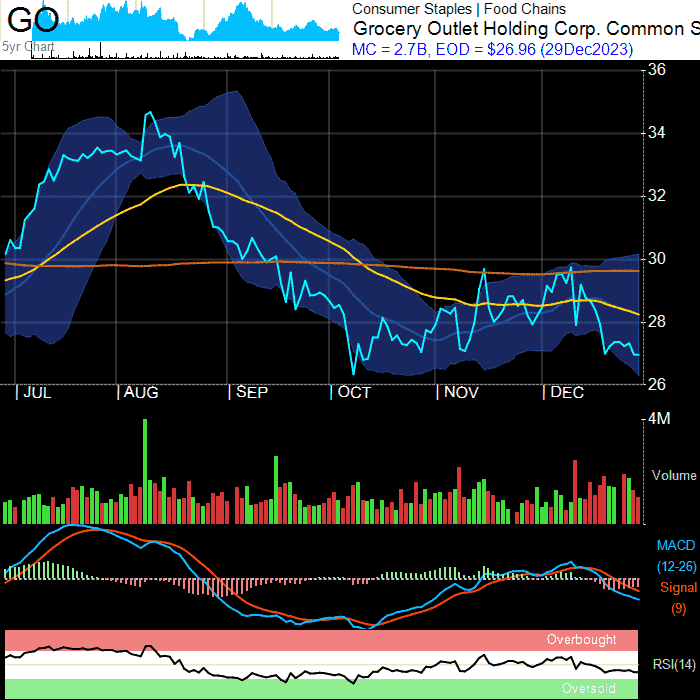 GO
5yr Chart
Consumer Staples | Food Chains
Grocery Outlet Holding Corp. Common S
MC = 2.7B, EOD = $26.96 (29Dec2023)
36
34
32
30
28
26
JUL AUG SEP OCT NOV DEC
4M
Volume
MACD
(12-26)
Signal
(9)
Overbought
RSI(14)
Oversold